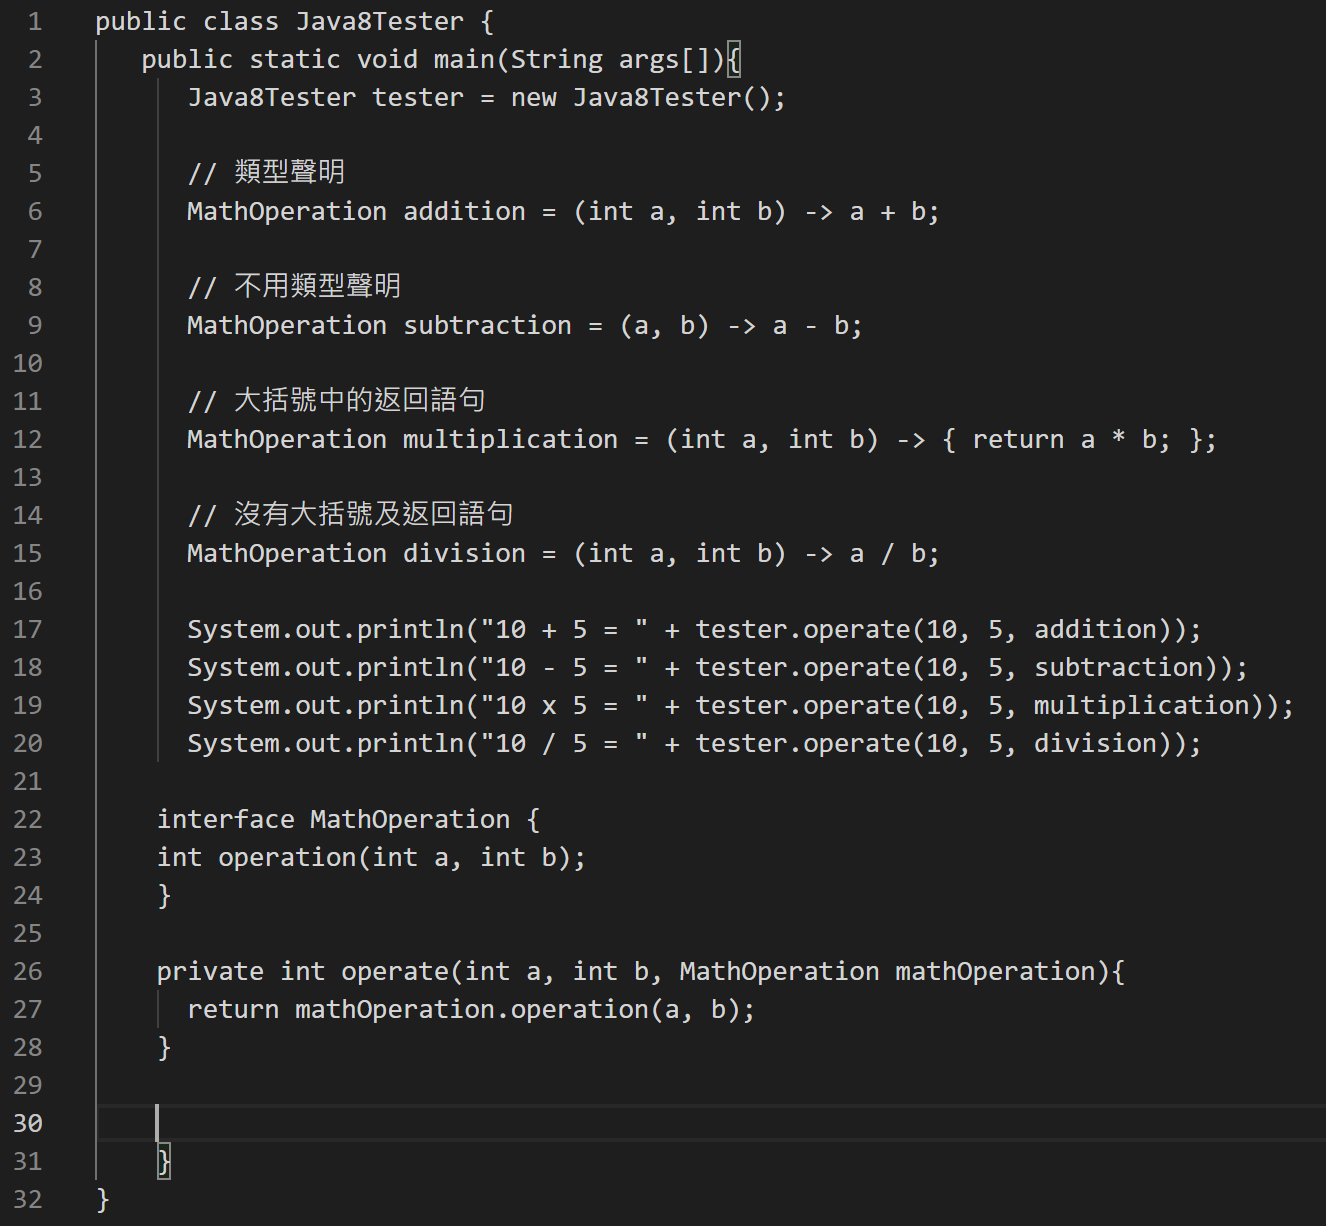 1 public class Java8Tester {
2 public static void main(String args[]){
3 Java8Tester tester = new Java8Tester();
4
5 // 類型聲明
6 MathOperation addition = (int a, int b) -> a + b;
7
8 // 不用類型聲明
9 MathOperation subtraction = (a, b) -> a - b;
10
11 // 大括號中的返回語句
12 MathOperation multiplication = (int a, int b) -> { return a * b; };
13
14 // 沒有大括號及返回語句
15 MathOperation division = (int a, int b) -> a / b;
16
17 System.out.println("10 + 5 = " + tester.operate(10, 5, addition));
18 System.out.println("10 - 5 = " + tester.operate(10, 5, subtraction));
19 System.out.println("10 x 5 = " + tester.operate(10, 5, multiplication));
20 System.out.println("10 / 5 = " + tester.operate(10, 5, division));
21
22 interface MathOperation {
23 int operation(int a, int b);
24 }
25
26 private int operate(int a, int b, MathOperation mathOperation){
27 return mathOperation.operation(a, b);
28 }
29
30
31 }
32 }